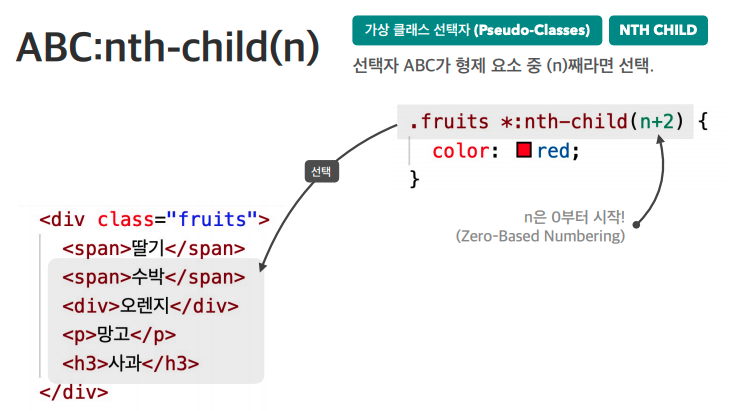 ABC:nth-child(n)
가상 클래스 선택자 (Pseudo-Classes)
NTH CHILD
선택자 ABC가 형제 요소 중 (n)째라면 선택.
.fruits *:nth-child(n+2) {
color: red;
}
선택
n은 0부터 시작!
(Zero-Based Numbering)
<div class="fruits">
<span>딸기</span>
<span>수박</span>
<div>오렌지</div>
<p>망고</p>
<h3>사과</h3>
</div>